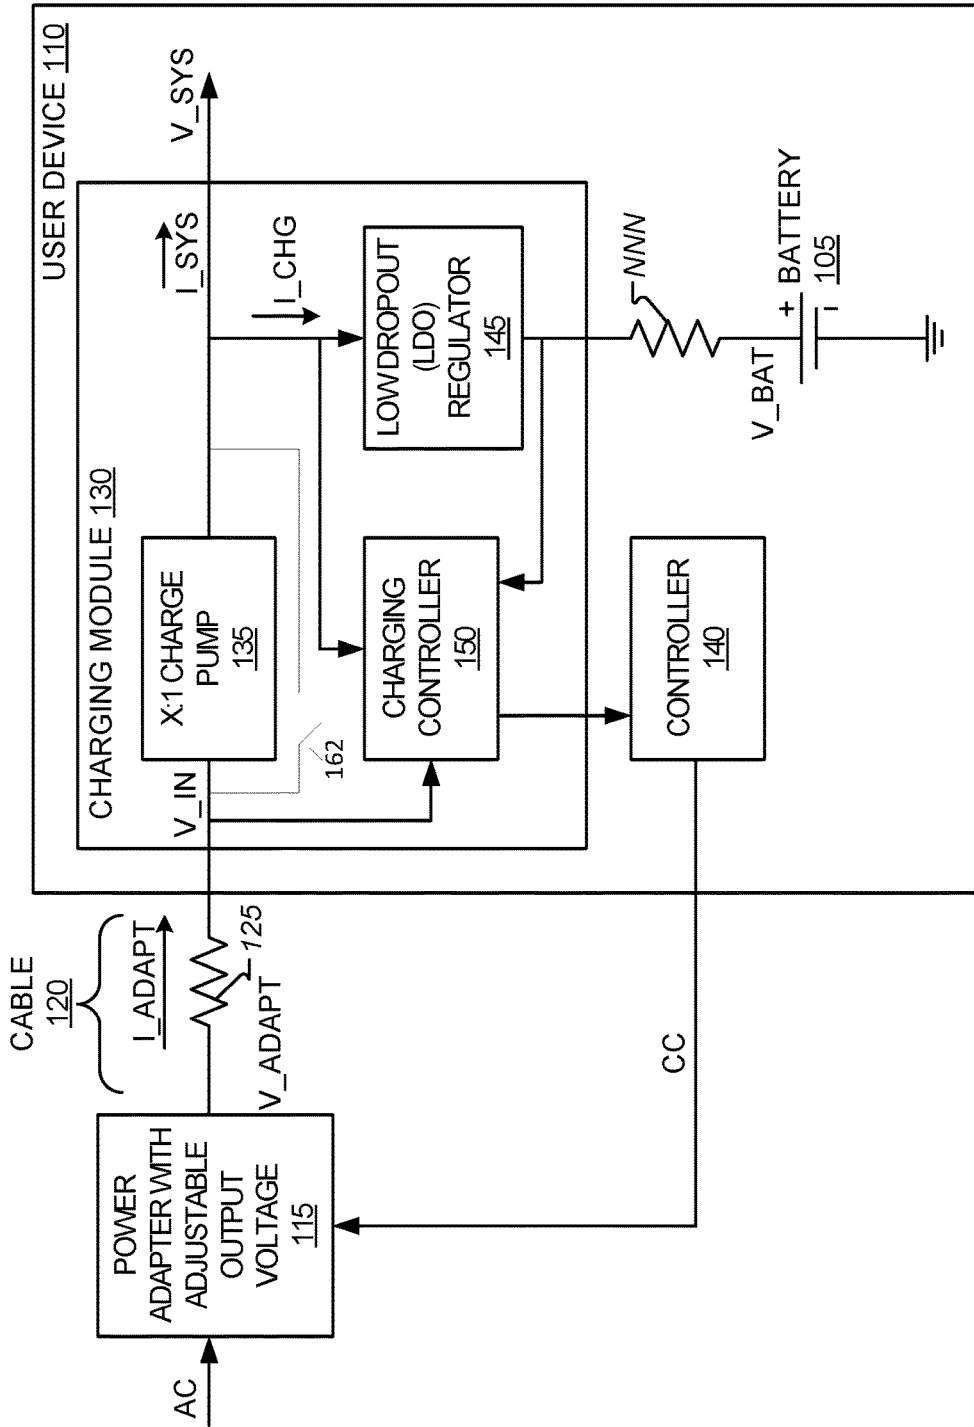 USER DEVICE 110
CHARGING MODULE 130
CABLE
120
I_ADAPT
125
V_ADAPT
AC
POWER
ADAPTER WITH
ADJUSTABLE
OUTPUT
VOLTAGE
115
V_IN
X:1 CHARGE
PUMP
135
162
I_SYS
V_SYS
I_CHG
CHARGING
CONTROLLER
150
LOW DROPOUT
(LDO)
REGULATOR
145
CC
CONTROLLER
140
NNN
V_BAT
+
BATTERY
105
–